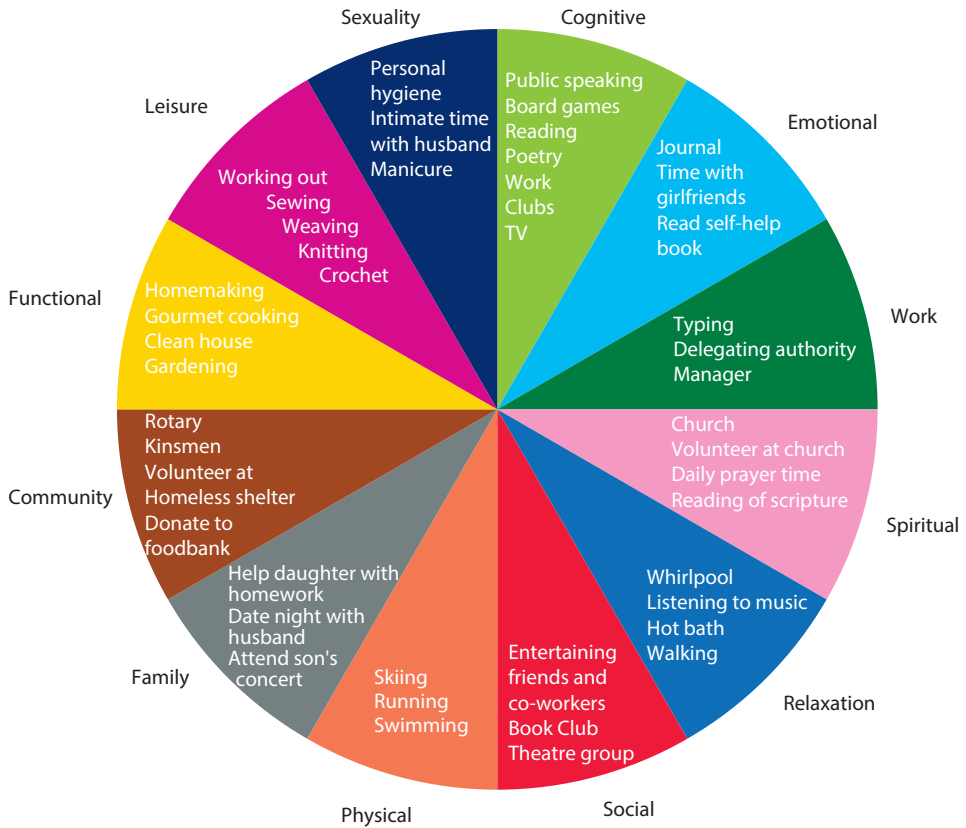 Sexuality
Personal
hygiene
Intimate time
with husband
Manicure
Cognitive
Public speaking
Board games
Reading
Poetry
Work
Clubs
TV
Emotional
Journal
Time with
girlfriends
Read self-help
book
Work
Typing
Delegating authority
Manager
Spiritual
Church
Volunteer at church
Daily prayer time
Reading of scripture
Relaxation
Whirlpool
Listening to music
Hot bath
Walking
Social
Entertaining
friends and
co-workers
Book Club
Theatre group
Physical
Skiing
Running
Swimming
Family
Help daughter with
homework
Date night with
husband
Attend son's
concert
Community
Rotary
Kinsmen
Volunteer at
Homeless shelter
Donate to
foodbank
Functional
Homemaking
Gourmet cooking
Clean house
Gardening
Leisure
Working out
Sewing
Weaving
Knitting
Crochet